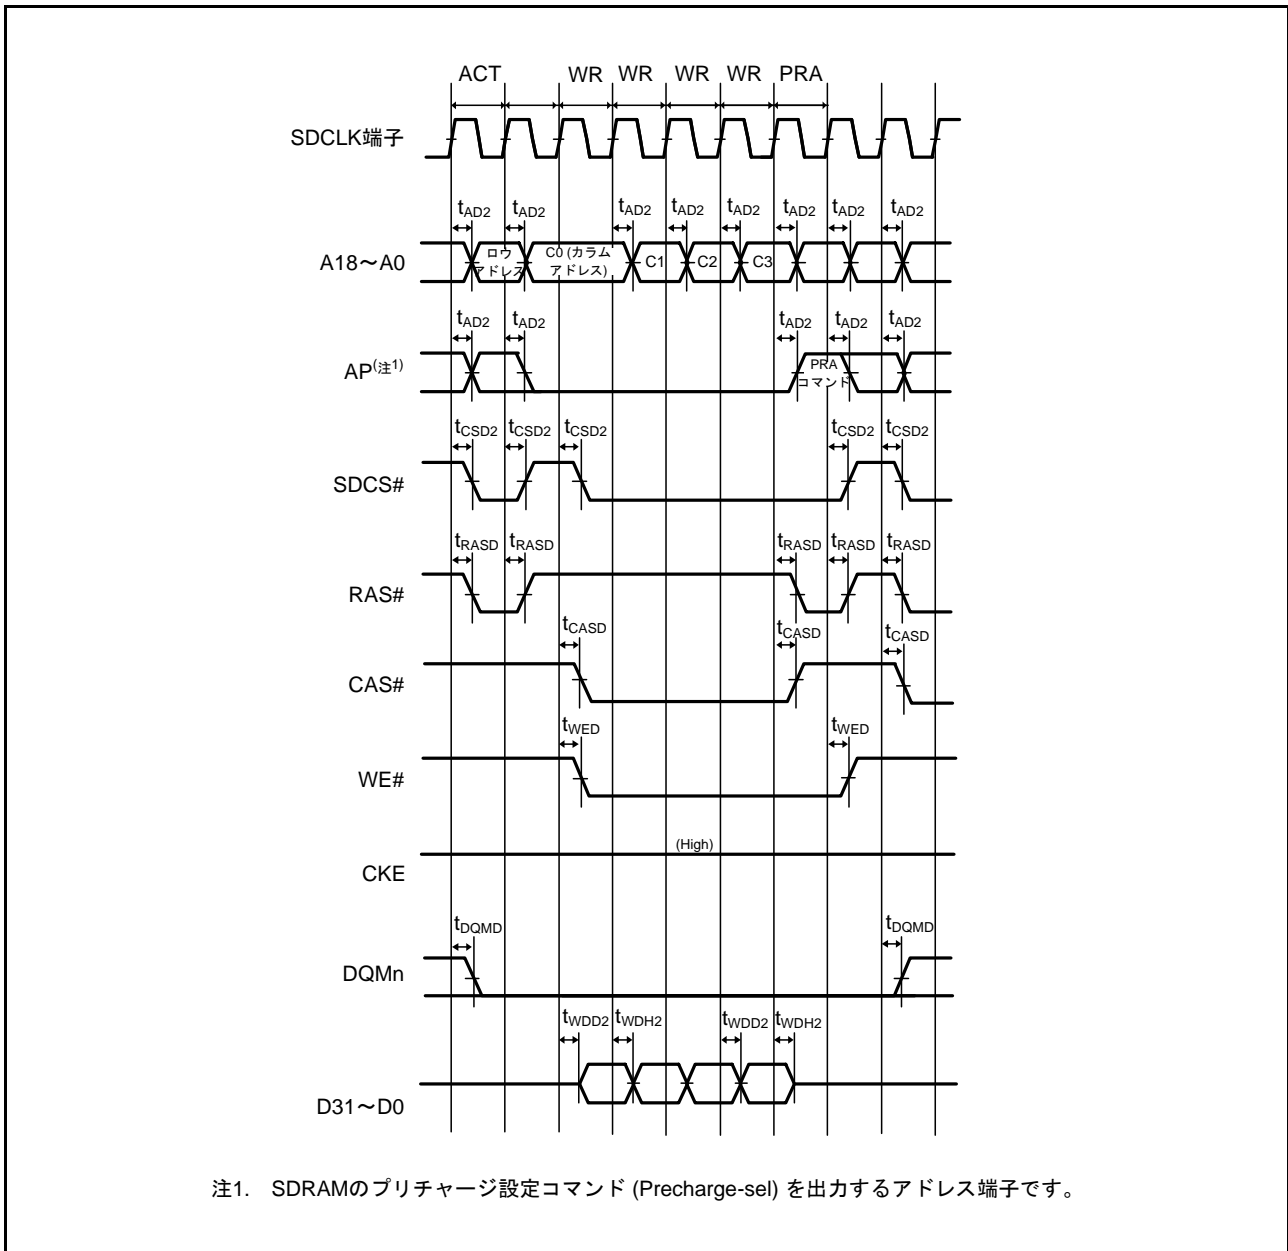 ACT WR WR WR WR PRA
SDCLK端子
tAD2 tAD2 tAD2 tAD2 tAD2 tAD2 tAD2 tAD2
A18～A0
ロウ
アドレス
C0 (カラム
アドレス)
C1 C2 C3
tAD2 tAD2 tAD2 tAD2 tAD2
AP(注1)
PRA
コマンド
tCSD2 tCSD2 tCSD2 tCSD2 tCSD2
SDCS#
tRASD tRASD tRASD tRASD tRASD
RAS#
tCASD tCASD tCASD
CAS#
tWED tWED
WE#
(High)
CKE
tDQMD tDQMD
DQMn
tWDD2 tWDH2 tWDD2 tWDH2
D31～D0
注1. SDRAMのプリチャージ設定コマンド (Precharge-sel) を出力するアドレス端子です。